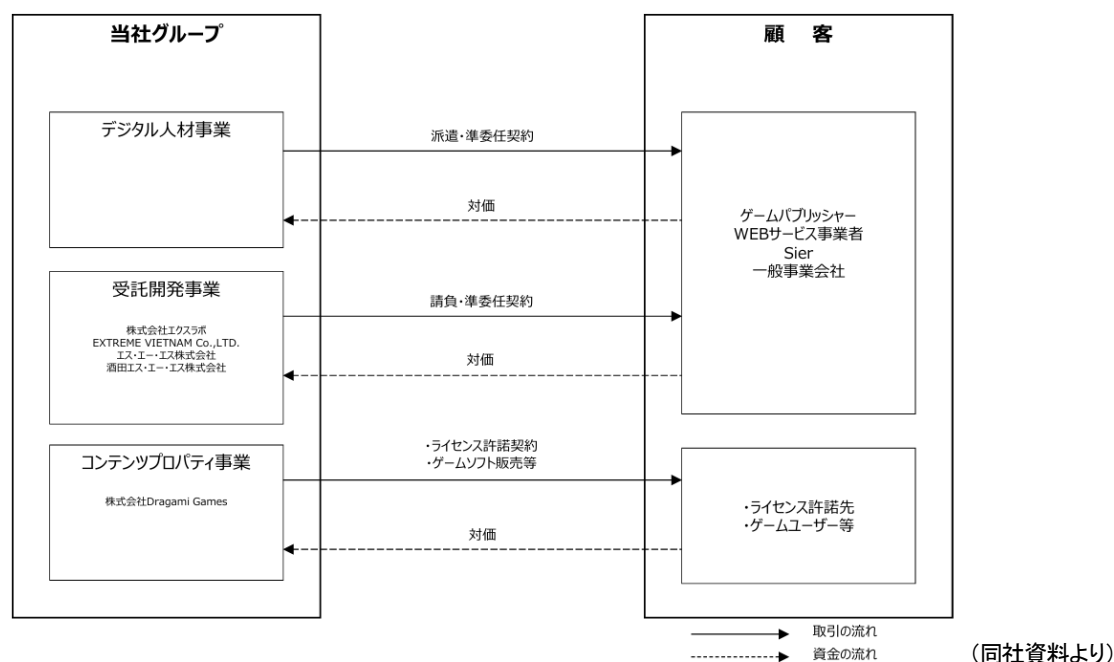 当社グループ
顧 客
デジタル人材事業
派遣・準委任契約
対価
ゲームパブリッシャー
WEBサービス事業者
Sier
一般事業会社
受託開発事業
株式会社エクスラボ
EXTREME VIETNAM Co.,LTD.
エス・エー・エス株式会社
酒田エス・エー・エス株式会社
請負・準委任契約
対価
コンテンツプロパティ事業
株式会社Dragami Games
・ライセンス許諾契約
・ゲームソフト販売等
対価
・ライセンス許諾先
・ゲームユーザー等
取引の流れ
資金の流れ
（同社資料より）